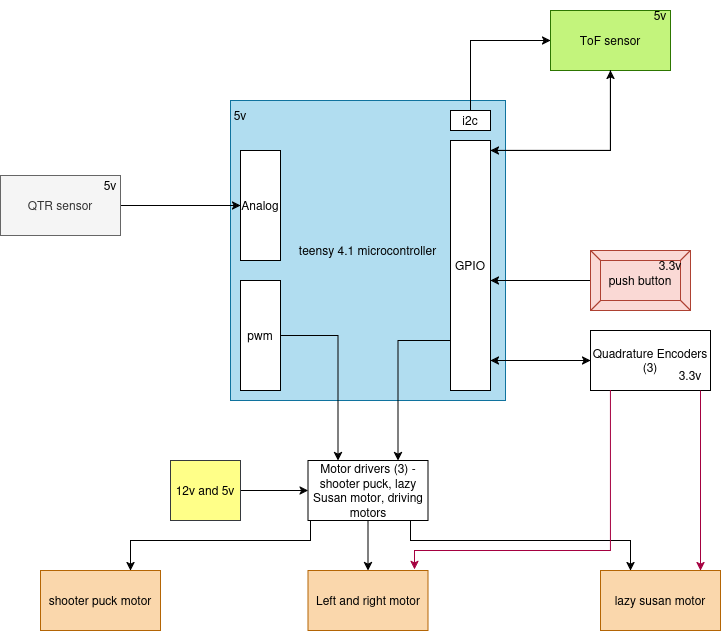 5v
ToF sensor
5v
i2c
5v
QTR sensor
Analog
teensy 4.1 microcontroller
GPIO
3.3v
push button
pwm
Quadrature Encoders
(3)
3.3v
12v and 5v
Motor drivers (3) -
shooter puck, lazy
Susan motor, driving
motors
shooter puck motor
Left and right motor
lazy susan motor